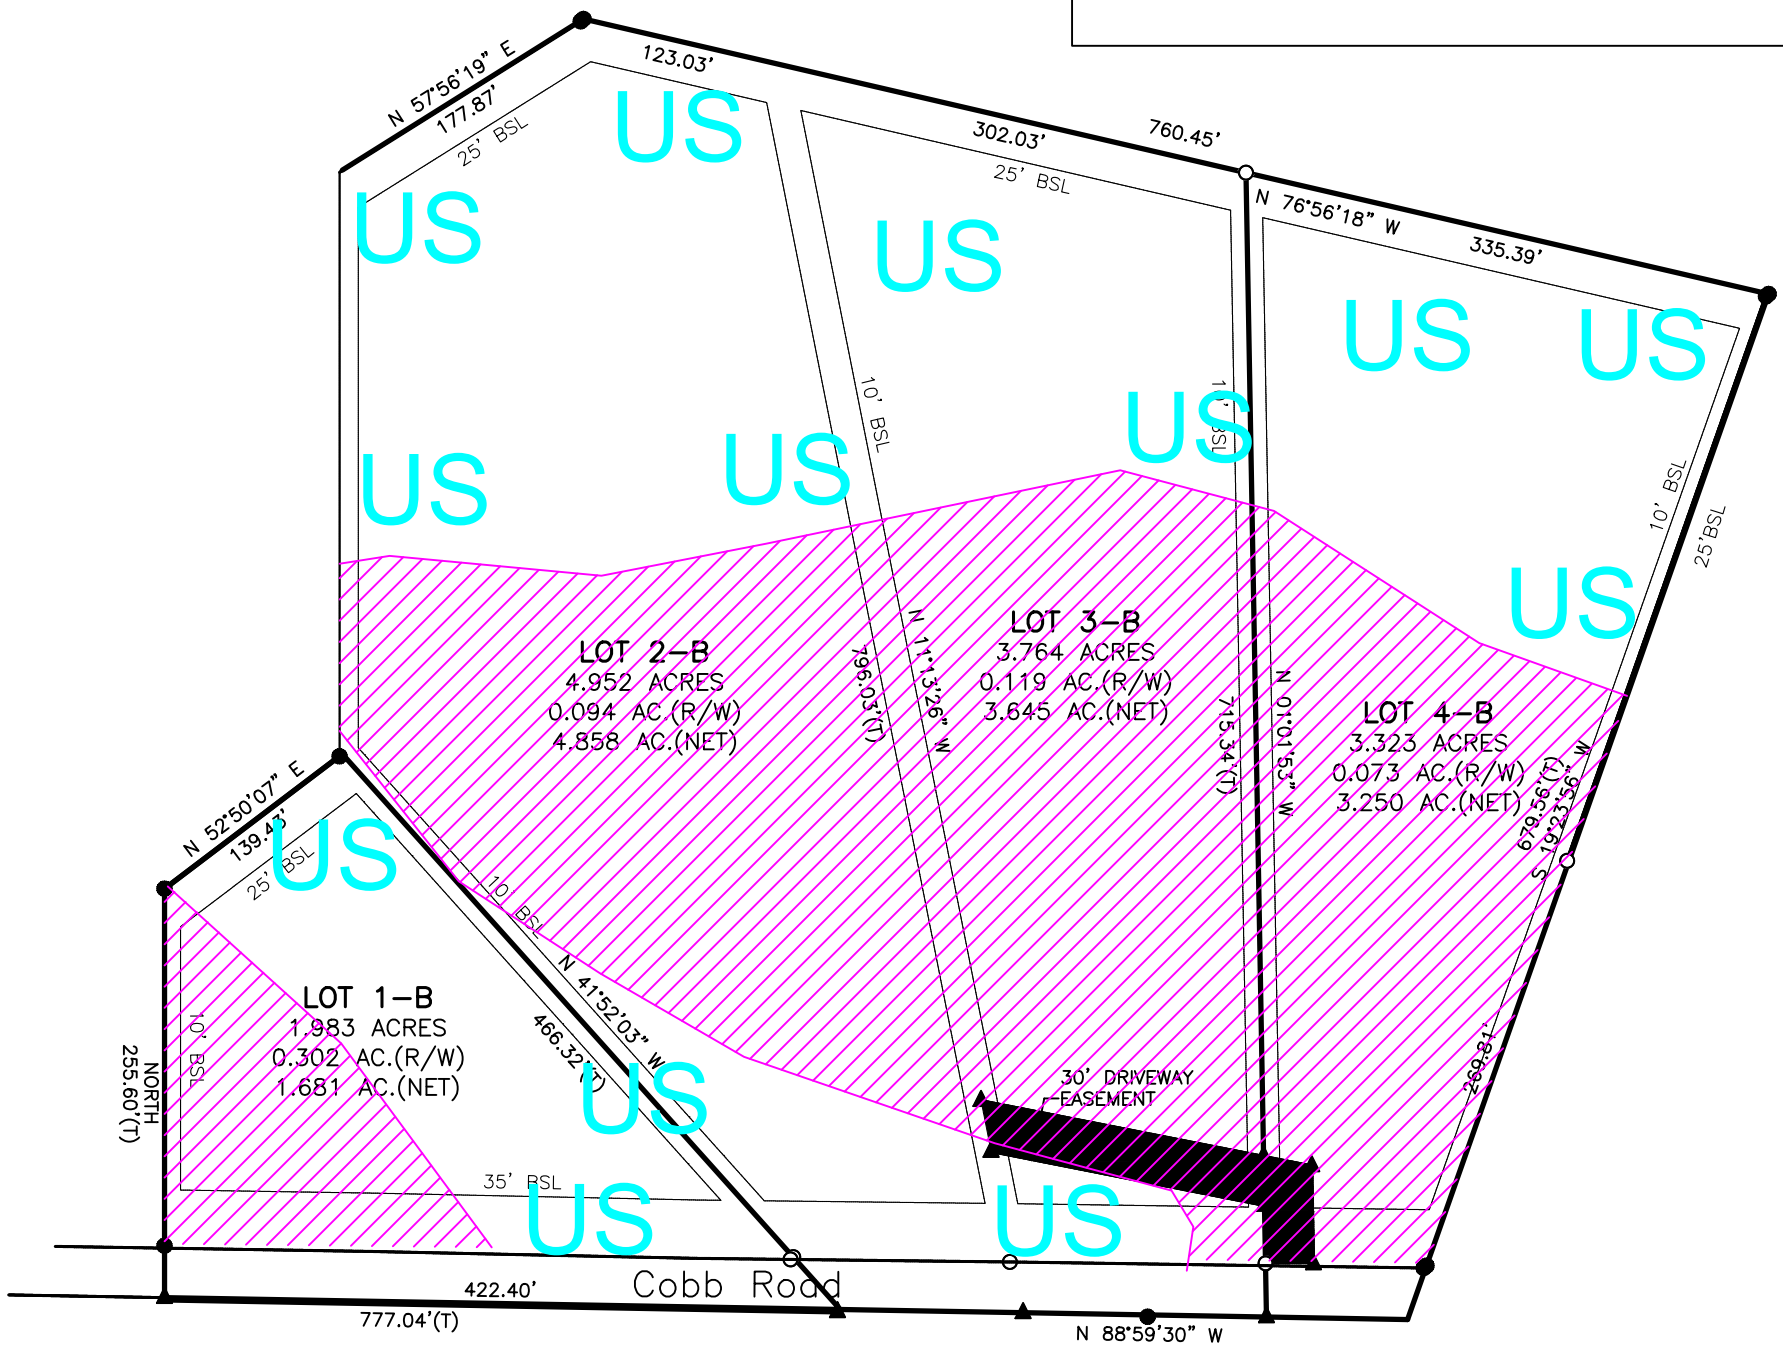 N 57°56'19" E
177.87'
25' BSL
123.03'
302.03'
760.45'
25' BSL
N 76°56'18" W
335.39'
US
US
US
US
US
US
US
US
US
10' BSL
10' BSL
10' BSL
25' BSL
LOT 2-B
4.952 ACRES
0.094 AC.(R/W)
4.858 AC.(NET)
796.03'(T)
N 11°13'26" W
LOT 3-B
3.764 ACRES
0.119 AC.(R/W)
3.645 AC.(NET)
715.34'(T)
N 01°01'53" W
LOT 4-B
3.323 ACRES
0.073 AC.(R/W)
3.250 AC.(NET)
679.56'(T)
S 19°23'56" W
269.81'
N 52°50'07" E
139.43'
25' BSL
US
10' BSL
N 41°52'03" W
466.32'(T)
LOT 1-B
1.983 ACRES
0.302 AC.(R/W)
1.681 AC.(NET)
10' BSL
NORTH
255.60'(T)
35' BSL
US
US
US
30' DRIVEWAY
EASEMENT
Cobb Road
422.40'
777.04'(T)
N 88°59'30" W